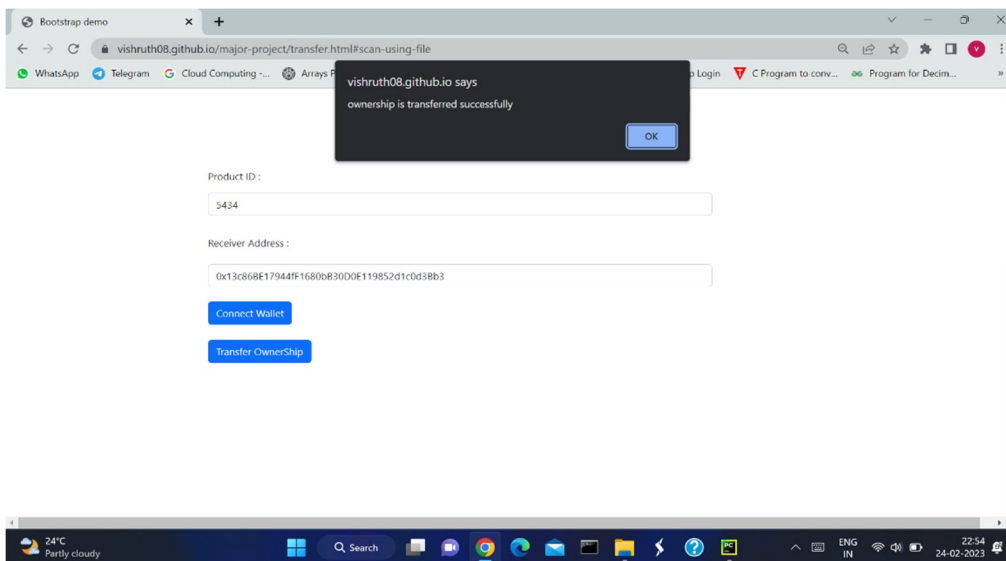 Bootstrap demo
vishruth08.github.io/major-project/transfer.html#scan-using-file
V
WhatsApp
Telegram
Cloud Computing -...
Arrays
Login
C Program to conv...
Program for Decim...
vishruth08.github.io says
ownership is transferred successfully
OK
Product ID :
5434
Receiver Address :
0x13c86BE17944fF1680bB30D0E119852d1c0d3Bb3
Connect Wallet
Transfer OwnerShip
24°C
Partly cloudy
Search
PC
ENG
IN
22:54
24-02-2023